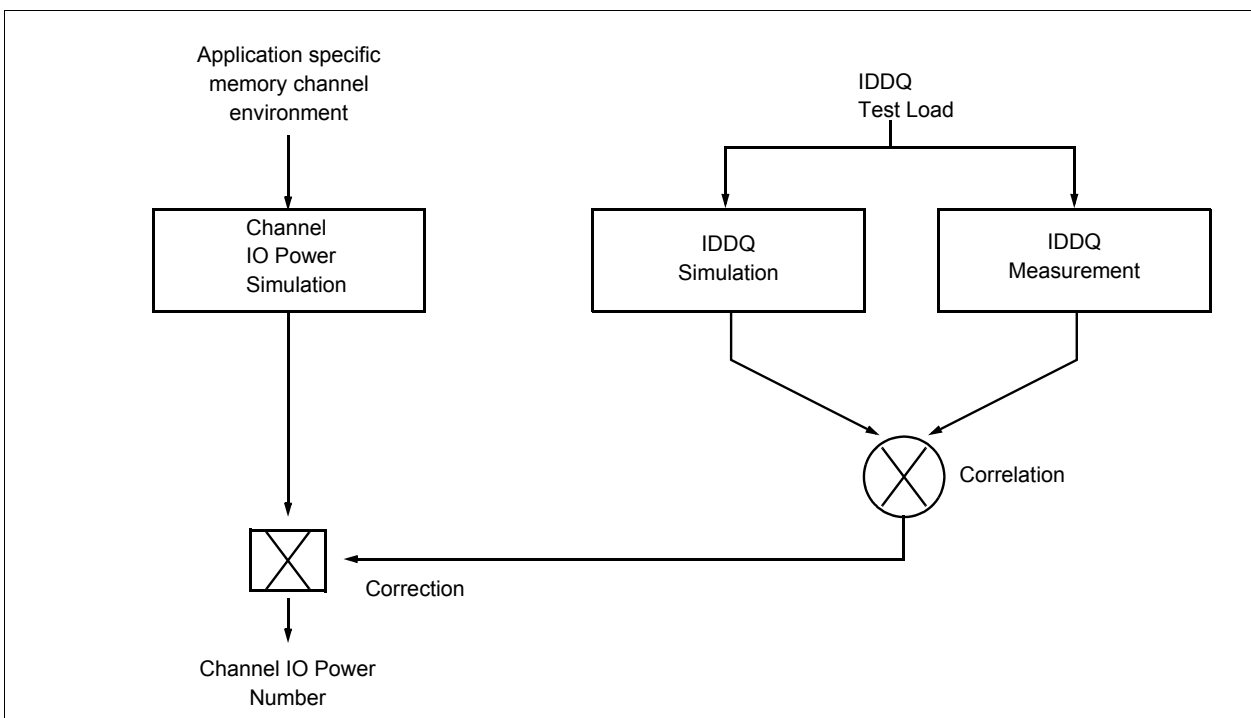 Application specific
memory channel
environment
IDDQ
Test Load
Channel
IO Power
Simulation
IDDQ
Simulation
IDDQ
Measurement
Correlation
Correction
Channel IO Power
Number